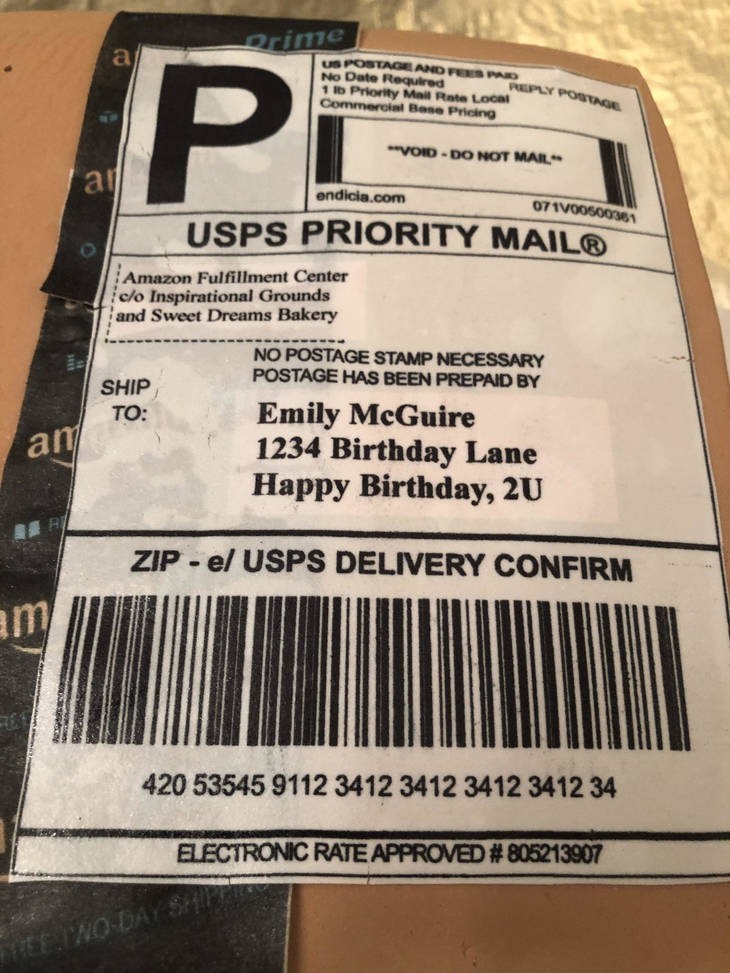 Prime
P
US POSTAGE AND FEES PAID
No Date Required
REPLY POSTAGE
1 lb Priority Mail Rate Local
Commercial Base Pricing
**VOID - DO NOT MAIL**
endicia.com
071V00500361
USPS PRIORITY MAIL®
Amazon Fulfillment Center
c/o Inspirational Grounds
and Sweet Dreams Bakery
NO POSTAGE STAMP NECESSARY
POSTAGE HAS BEEN PREPAID BY
SHIP
TO:
Emily McGuire
1234 Birthday Lane
Happy Birthday, 2U
ZIP - e/ USPS DELIVERY CONFIRM
420 53545 9112 3412 3412 3412 3412 34
ELECTRONIC RATE APPROVED # 805213907
TWO-DAY SHIPPING